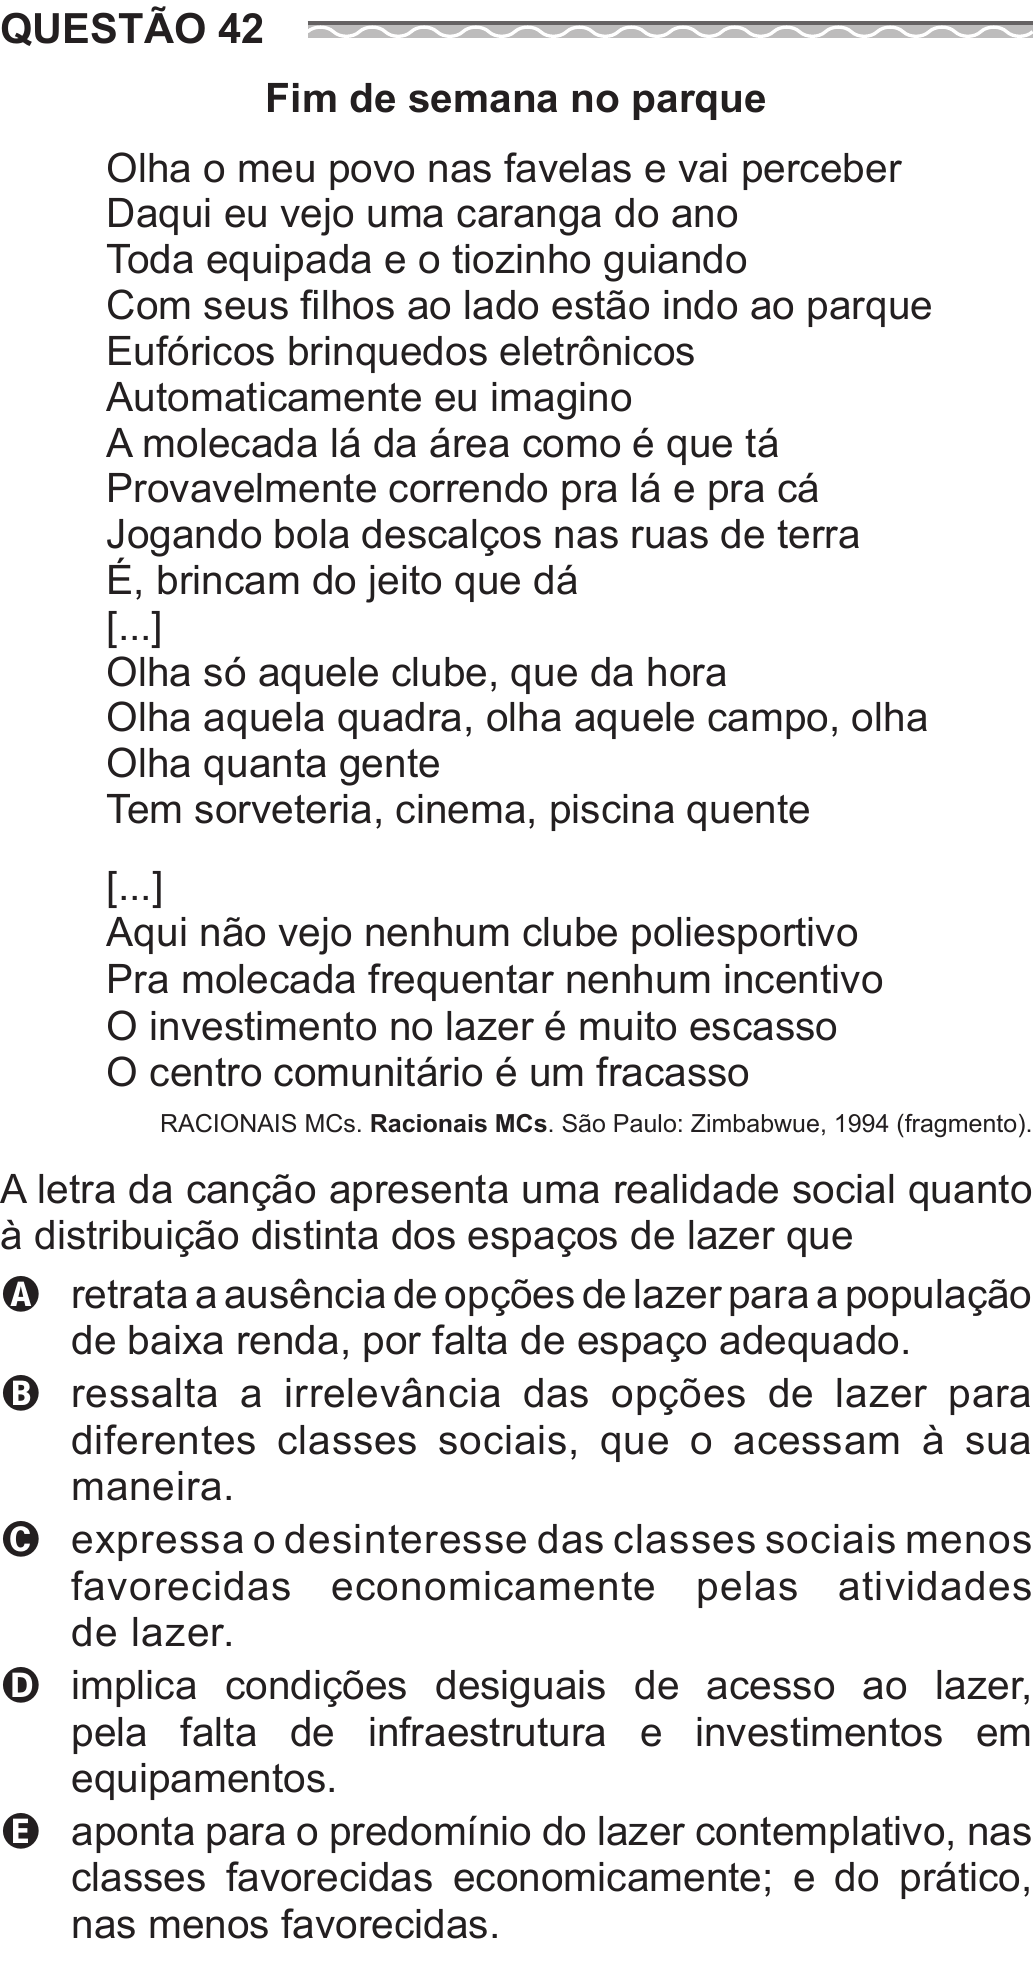 QUESTÃO 42
Fim de semana no parque
Olha o meu povo nas favelas e vai perceber
Daqui eu vejo uma caranga do ano
Toda equipada e o tiozinho guiando
Com seus filhos ao lado estão indo ao parque
Eufóricos brinquedos eletrônicos
Automaticamente eu imagino
A molecada lá da área como é que tá
Provavelmente correndo pra lá e pra cá
Jogando bola descalços nas ruas de terra
É, brincam do jeito que dá
[...]
Olha só aquele clube, que da hora
Olha aquela quadra, olha aquele campo, olha
Olha quanta gente
Tem sorveteria, cinema, piscina quente
[...]
Aqui não vejo nenhum clube poliesportivo
Pra molecada frequentar nenhum incentivo
O investimento no lazer é muito escasso
O centro comunitário é um fracasso
RACIONAIS MCs. Racionais MCs. São Paulo: Zimbabwue, 1994 (fragmento).
A letra da canção apresenta uma realidade social quanto
à distribuição distinta dos espaços de lazer que
A retrata a ausência de opções de lazer para a população
de baixa renda, por falta de espaço adequado.
B ressalta a irrelevância das opções de lazer para
diferentes classes sociais, que o acessam à sua
maneira.
C expressa o desinteresse das classes sociais menos
favorecidas economicamente pelas atividades
de lazer.
D implica condições desiguais de acesso ao lazer,
pela falta de infraestrutura e investimentos em
equipamentos.
E aponta para o predomínio do lazer contemplativo, nas
classes favorecidas economicamente; e do prático,
nas menos favorecidas.